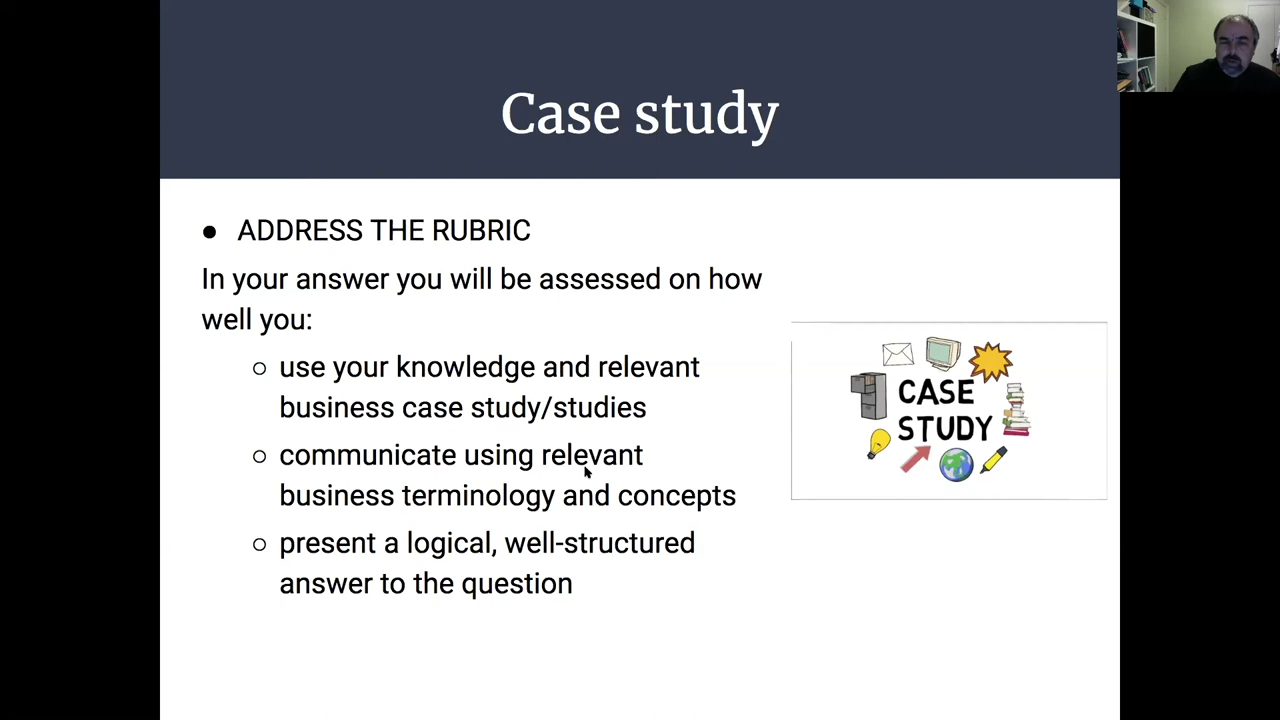 Case study
● ADDRESS THE RUBRIC
In your answer you will be assessed on how
well you:
○ use your knowledge and relevant
business case study/studies
○ communicate using relevant
business terminology and concepts
○ present a logical, well-structured
answer to the question
CASE
STUDY